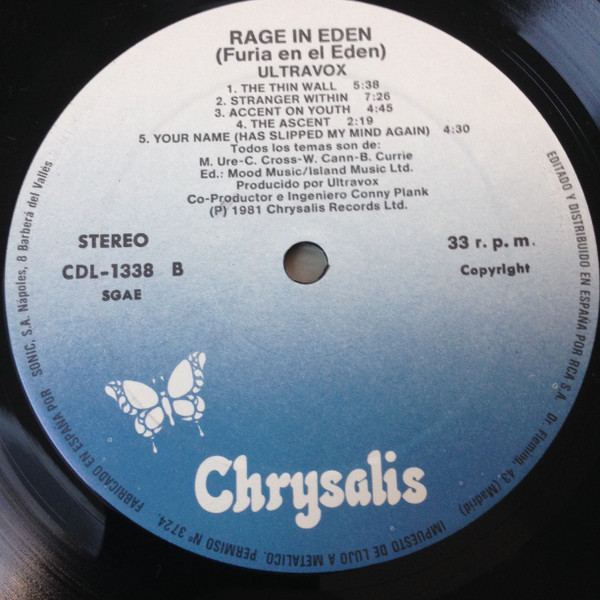 RAGE IN EDEN
(Furia en el Eden)
ULTRAVOX
1. THE THIN WALL 5:38
2. STRANGER WITHIN 7:26
3. ACCENT ON YOUTH 4:45
4. THE ASCENT 2:19
5. YOUR NAME (HAS SLIPPED MY MIND AGAIN) 4:30
Todos los temas son de:
M. Ure-C. Cross-W. Cann-B. Currie
Ed.: Mood Music/Island Music Ltd.
Producido por Ultravox
Co-Productor e Ingeniero Conny Plank
(P) 1981 Chrysalis Records Ltd.
STEREO
CDL-1338 B
SGAE
33 r. p. m.
Copyright
Chrysalis
FABRICADO EN ESPAÑA POR SONIC, S.A. Nápoles, 8 Barberá del Vallés
EDITADO Y DISTRIBUIDO EN ESPAÑA POR RCA S.A. Dr. Fleming, 43 (Madrid)
IMPUESTO DE LUJO A METALICO. PERMISO Nº 3724.